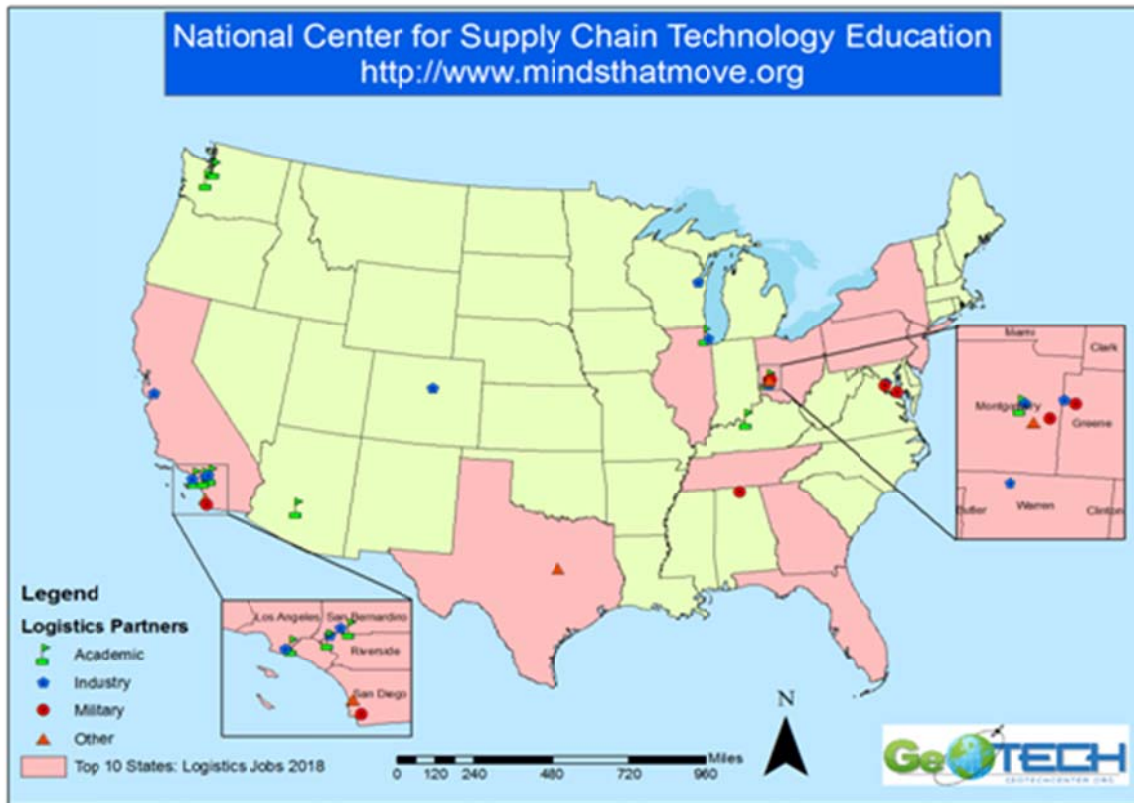 National Center for Supply Chain Technology Education
http://www.mindsthatmove.org
Miami
Clark
Montgomery
Greene
Butler
Warren
Clinton
Legend
Logistics Partners
Academic
Industry
Military
Other
Top 10 States: Logistics Jobs 2018
Los Angeles
San Bernardino
Riverside
San Diego
Miles
0 120 240 480 720 960
N
GeoTECH
GEOTECHCENTER.ORG